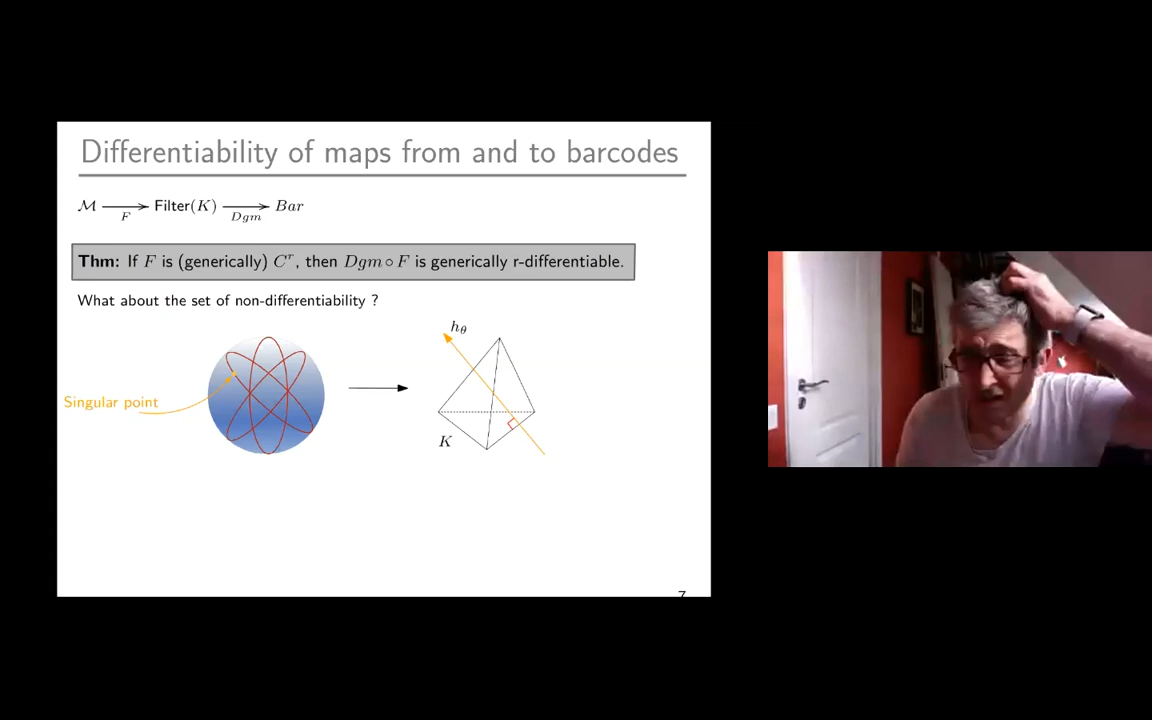 Differentiability of maps from and to barcodes
ℳ ⟶ Filter(K) ⟶ Bar
F Dgm
Thm: If F is (generically) Cʳ, then Dgm ∘ F is generically r-differentiable.
What about the set of non-differentiability ?
h_θ
Singular point
K
7